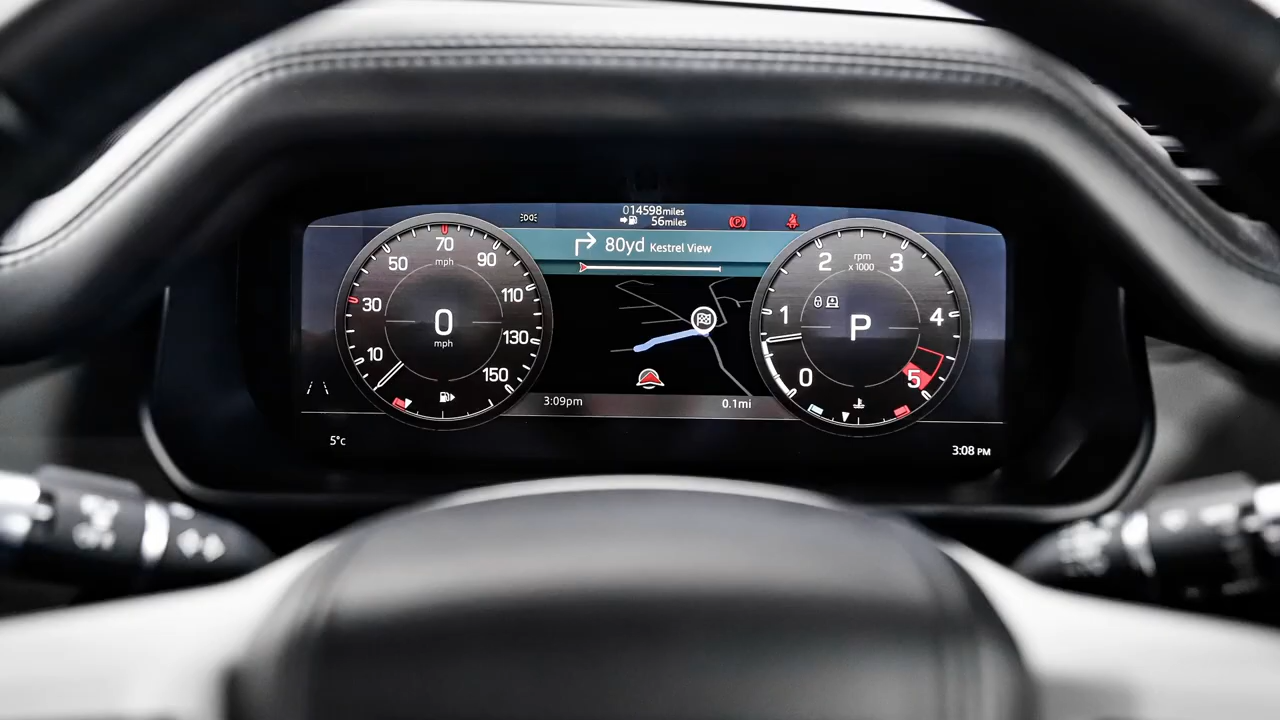 014598miles
56miles
80yd Kestrel View
10
30
50
70
90
110
130
150
mph
0
mph
3:09pm
0.1mi
0
1
2
3
4
5
rpm
x 1000
P
5°c
3:08 PM